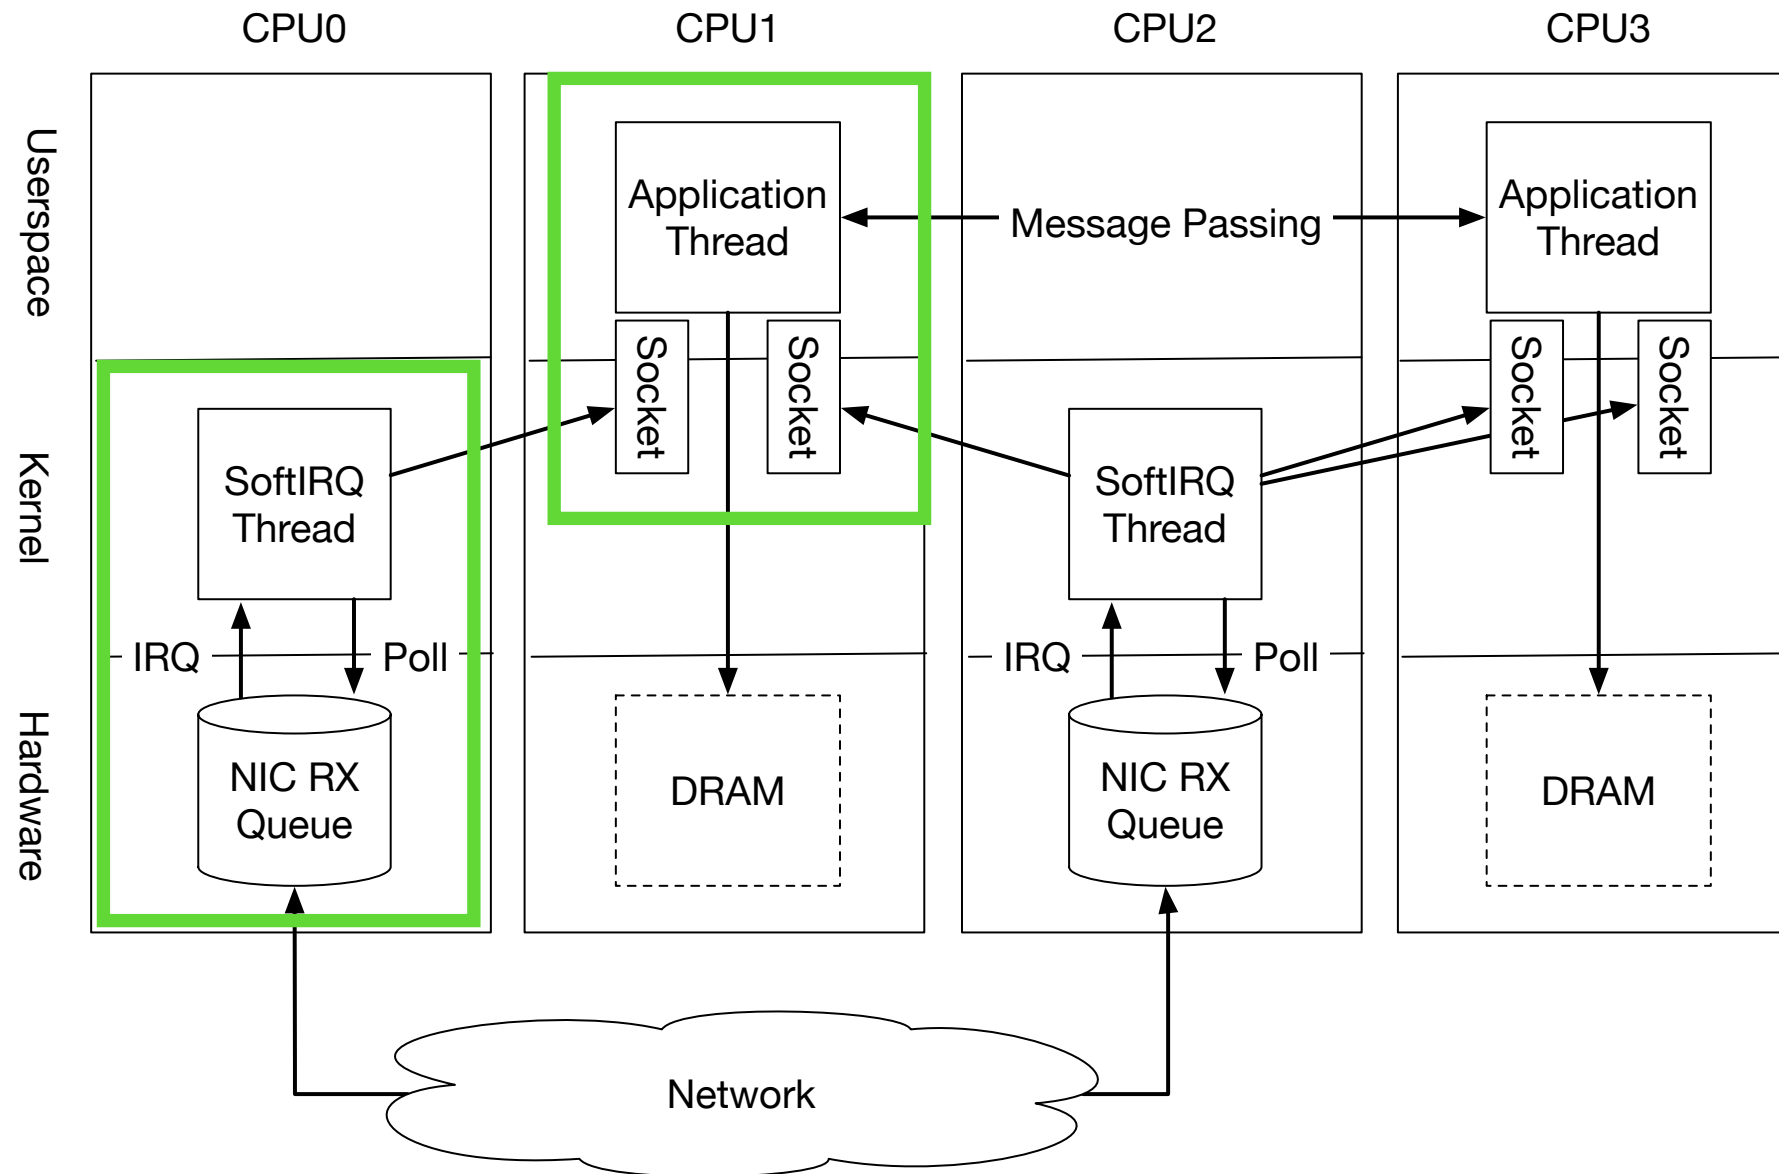 CPU0
CPU1
CPU2
CPU3
Userspace
Application
Thread
Message Passing
Application
Thread
Socket
Socket
Socket
Socket
Kernel
SoftIRQ
Thread
SoftIRQ
Thread
IRQ
Poll
IRQ
Poll
Hardware
NIC RX
Queue
DRAM
NIC RX
Queue
DRAM
Network